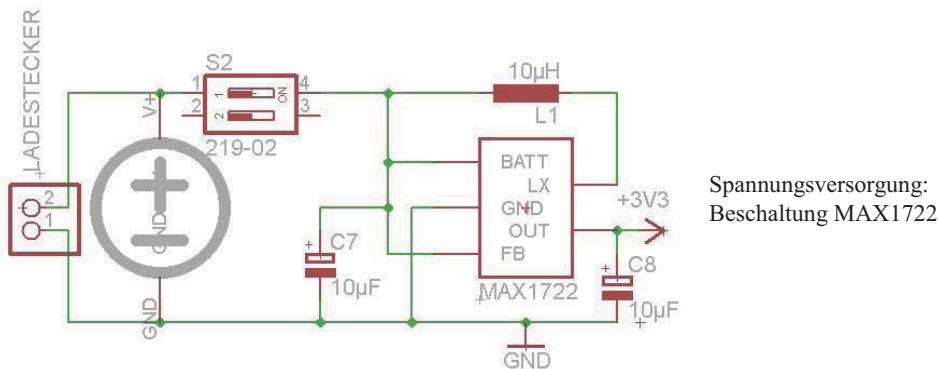 LADESTECKER
2
1
V+
GND
GND
S2
1
2
4
3
1
2
ON
219-02
10µH
L1
BATT
LX
GND
OUT
FB
MAX1722
C7
10µF
+3V3
C8
10µF
GND
Spannungsversorgung:
Beschaltung MAX1722